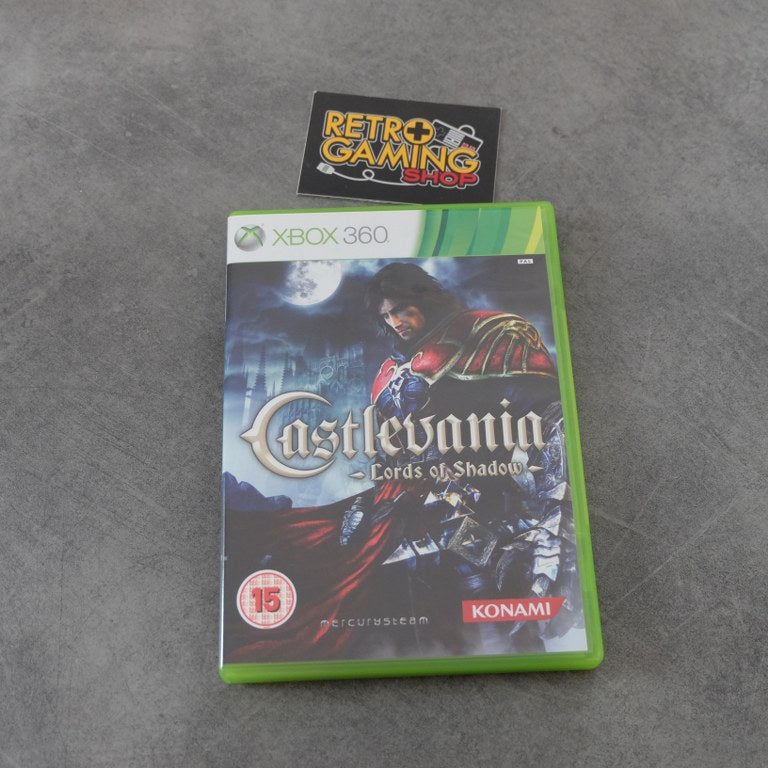 RETRO
GAMING
SHOP
XBOX 360
PAL
Castlevania
Lords of Shadow
15
mercurysteam
KONAMI